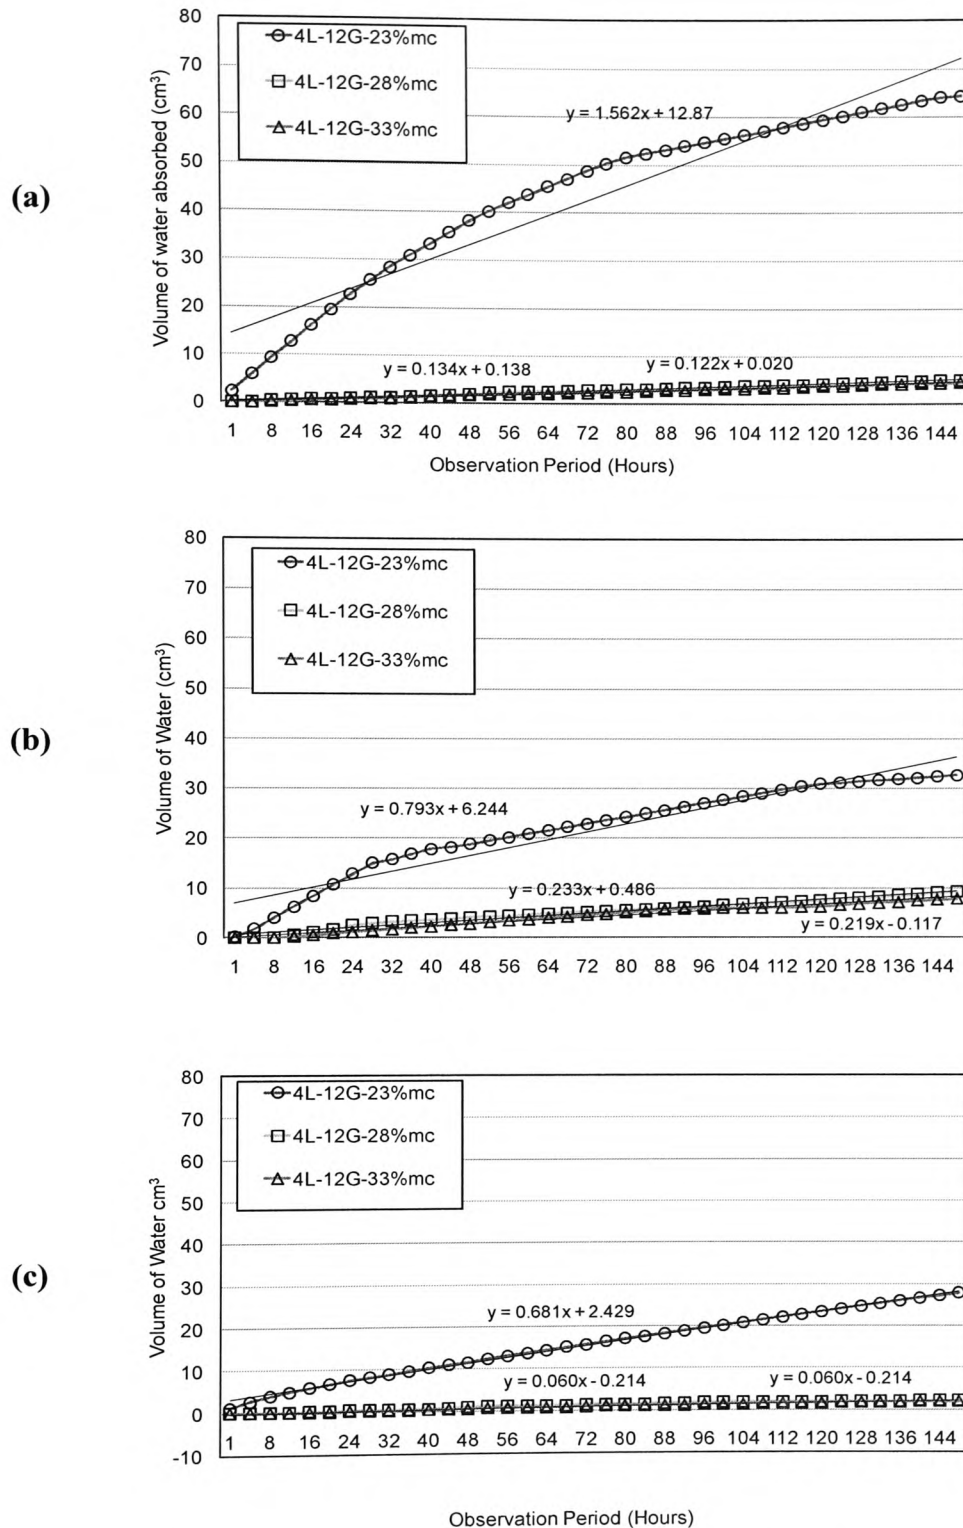 (a)
Volume of water absorbed (cm³)
80
70
60
50
40
30
20
10
0
4L-12G-23%mc
4L-12G-28%mc
4L-12G-33%mc
y = 1.562x + 12.87
y = 0.134x + 0.138
y = 0.122x + 0.020
1 8 16 24 32 40 48 56 64 72 80 88 96 104 112 120 128 136 144
Observation Period (Hours)
(b)
Volume of Water (cm³)
80
70
60
50
40
30
20
10
0
4L-12G-23%mc
4L-12G-28%mc
4L-12G-33%mc
y = 0.793x + 6.244
y = 0.233x + 0.486
y = 0.219x - 0.117
1 8 16 24 32 40 48 56 64 72 80 88 96 104 112 120 128 136 144
(c)
Volume of Water cm³
80
70
60
50
40
30
20
10
0
-10
4L-12G-23%mc
4L-12G-28%mc
4L-12G-33%mc
y = 0.681x + 2.429
y = 0.060x - 0.214
y = 0.060x - 0.214
1 8 16 24 32 40 48 56 64 72 80 88 96 104 112 120 128 136 144
Observation Period (Hours)